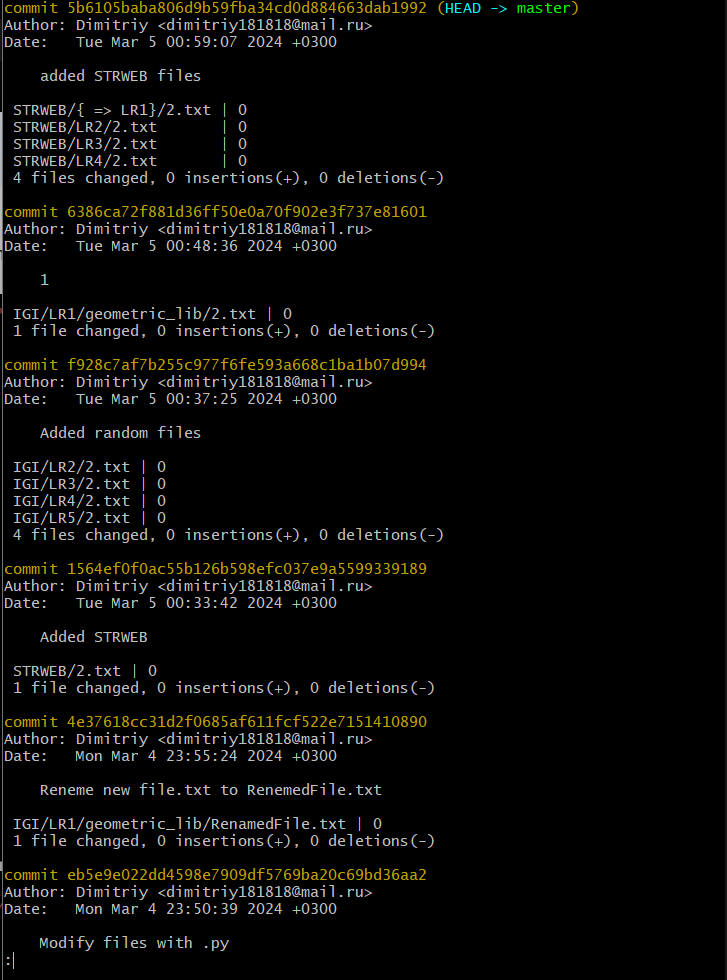 commit 5b6105baba806d9b59fba34cd0d884663dab1992 (HEAD -> master)
Author: Dimitriy <dimitriy181818@mail.ru>
Date:   Tue Mar 5 00:59:07 2024 +0300

    added STRWEB files

 STRWEB/{ => LR1}/2.txt | 0
 STRWEB/LR2/2.txt       | 0
 STRWEB/LR3/2.txt       | 0
 STRWEB/LR4/2.txt       | 0
 4 files changed, 0 insertions(+), 0 deletions(-)

commit 6386ca72f881d36ff50e0a70f902e3f737e81601
Author: Dimitriy <dimitriy181818@mail.ru>
Date:   Tue Mar 5 00:48:36 2024 +0300

    1

 IGI/LR1/geometric_lib/2.txt | 0
 1 file changed, 0 insertions(+), 0 deletions(-)

commit f928c7af7b255c977f6fe593a668c1ba1b07d994
Author: Dimitriy <dimitriy181818@mail.ru>
Date:   Tue Mar 5 00:37:25 2024 +0300

    Added random files

 IGI/LR2/2.txt | 0
 IGI/LR3/2.txt | 0
 IGI/LR4/2.txt | 0
 IGI/LR5/2.txt | 0
 4 files changed, 0 insertions(+), 0 deletions(-)

commit 1564ef0f0ac55b126b598efc037e9a5599339189
Author: Dimitriy <dimitriy181818@mail.ru>
Date:   Tue Mar 5 00:33:42 2024 +0300

    Added STRWEB

 STRWEB/2.txt | 0
 1 file changed, 0 insertions(+), 0 deletions(-)

commit 4e37618cc31d2f0685af611fcf522e7151410890
Author: Dimitriy <dimitriy181818@mail.ru>
Date:   Mon Mar 4 23:55:24 2024 +0300

    Reneme new file.txt to RenemedFile.txt

 IGI/LR1/geometric_lib/RenamedFile.txt | 0
 1 file changed, 0 insertions(+), 0 deletions(-)

commit eb5e9e022dd4598e7909df5769ba20c69bd36aa2
Author: Dimitriy <dimitriy181818@mail.ru>
Date:   Mon Mar 4 23:50:39 2024 +0300

    Modify files with .py
: